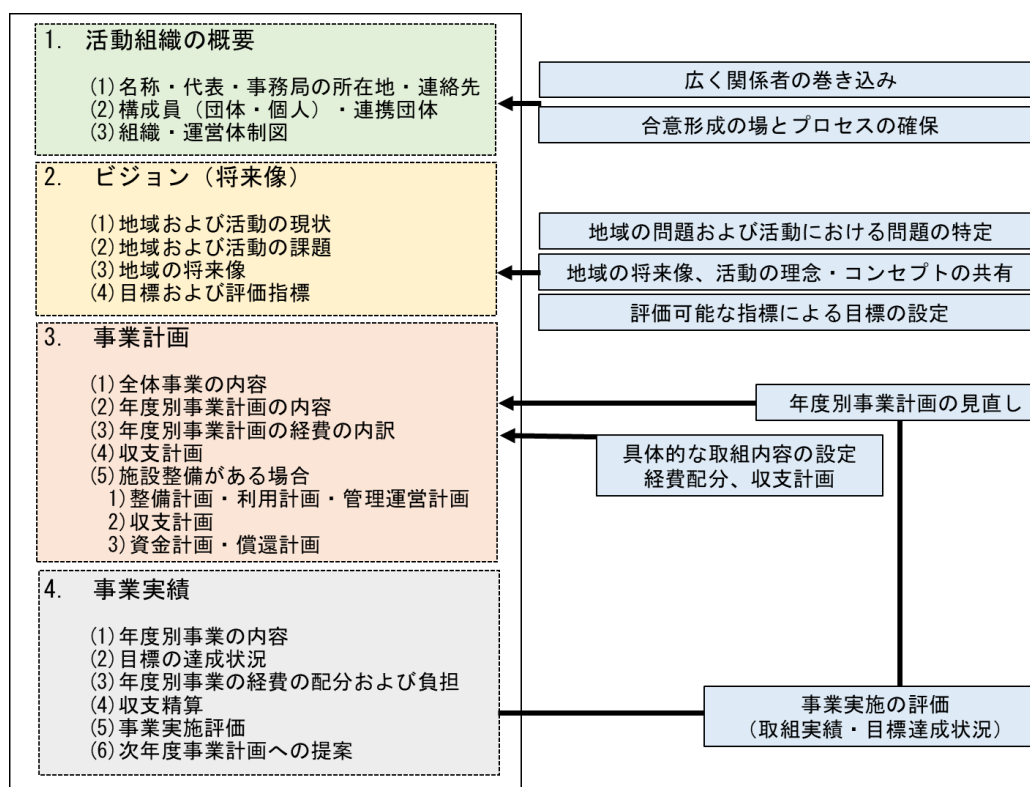 1. 活動組織の概要
(1)名称・代表・事務局の所在地・連絡先
(2)構成員（団体・個人）・連携団体
(3)組織・運営体制図
広く関係者の巻き込み
合意形成の場とプロセスの確保
2. ビジョン（将来像）
(1)地域および活動の現状
(2)地域および活動の課題
(3)地域の将来像
(4)目標および評価指標
地域の問題および活動における問題の特定
地域の将来像、活動の理念・コンセプトの共有
評価可能な指標による目標の設定
3. 事業計画
(1)全体事業の内容
(2)年度別事業計画の内容
(3)年度別事業計画の経費の内訳
(4)収支計画
(5)施設整備がある場合
1)整備計画・利用計画・管理運営計画
2)収支計画
3)資金計画・償還計画
年度別事業計画の見直し
具体的な取組内容の設定
経費配分、収支計画
4. 事業実績
(1)年度別事業の内容
(2)目標の達成状況
(3)年度別事業の経費の配分および負担
(4)収支精算
(5)事業実施評価
(6)次年度事業計画への提案
事業実施の評価
（取組実績・目標達成状況）